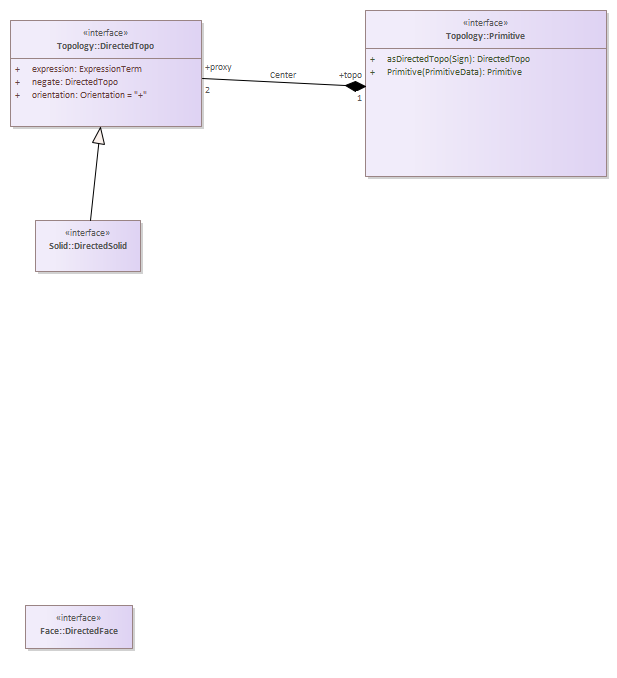 «interface»
Topology::DirectedTopo
+ expression: ExpressionTerm
+ negate: DirectedTopo
+ orientation: Orientation = "+"
+proxy
2
Center
+topo
1
«interface»
Topology::Primitive
+ asDirectedTopo(Sign): DirectedTopo
+ Primitive(PrimitiveData): Primitive
«interface»
Solid::DirectedSolid
«interface»
Face::DirectedFace